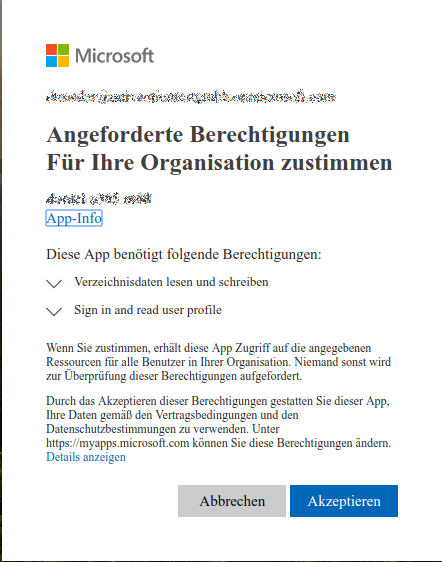 Microsoft
Angeforderte Berechtigungen
Für Ihre Organisation zustimmen
App-Info
Diese App benötigt folgende Berechtigungen:
Verzeichnisdaten lesen und schreiben
Sign in and read user profile
Wenn Sie zustimmen, erhält diese App Zugriff auf die angegebenen
Ressourcen für alle Benutzer in Ihrer Organisation. Niemand sonst wird
zur Überprüfung dieser Berechtigungen aufgefordert.
Durch das Akzeptieren dieser Berechtigungen gestatten Sie dieser App,
Ihre Daten gemäß den Vertragsbedingungen und den
Datenschutzbestimmungen zu verwenden. Unter
https://myapps.microsoft.com können Sie diese Berechtigungen ändern.
Details anzeigen
Abbrechen
Akzeptieren